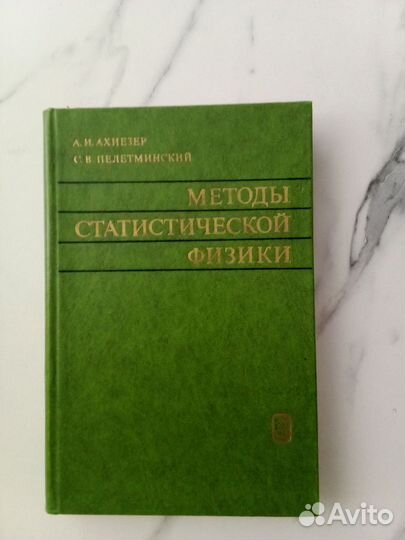 А. И. АХИЕЗЕР
С. В. ПЕЛЕТМИНСКИЙ
МЕТОДЫ
СТАТИСТИЧЕСКОЙ
ФИЗИКИ
Avito